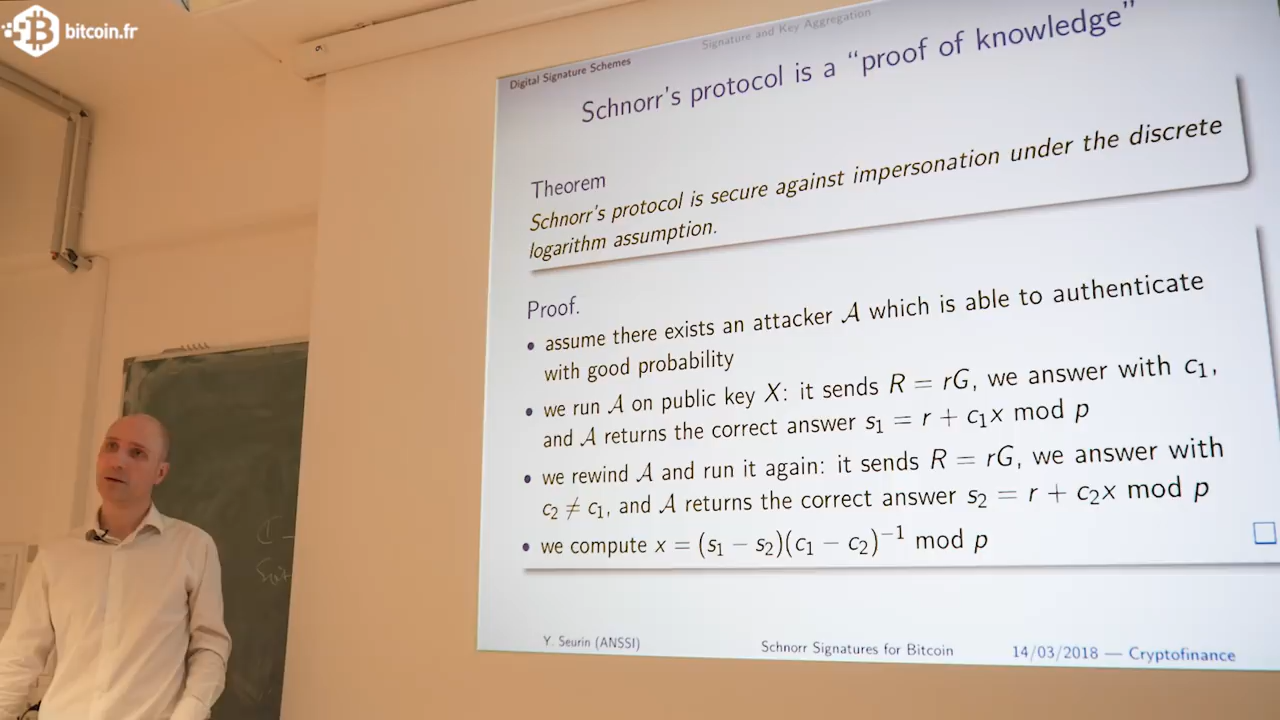 bitcoin.fr
Signature and Key Aggregation
Digital Signature Schemes
Schnorr's protocol is a “proof of knowledge”
Theorem
Schnorr's protocol is secure against impersonation under the discrete
logarithm assumption.
Proof.
• assume there exists an attacker 𝒜 which is able to authenticate
with good probability
• we run 𝒜 on public key X: it sends R = rG, we answer with c₁,
and 𝒜 returns the correct answer s₁ = r + c₁x mod p
• we rewind 𝒜 and run it again: it sends R = rG, we answer with
c₂ ≠ c₁, and 𝒜 returns the correct answer s₂ = r + c₂x mod p
• we compute x = (s₁ − s₂)(c₁ − c₂)⁻¹ mod p
Y. Seurin (ANSSI)
Schnorr Signatures for Bitcoin
14/03/2018 — Cryptofinance